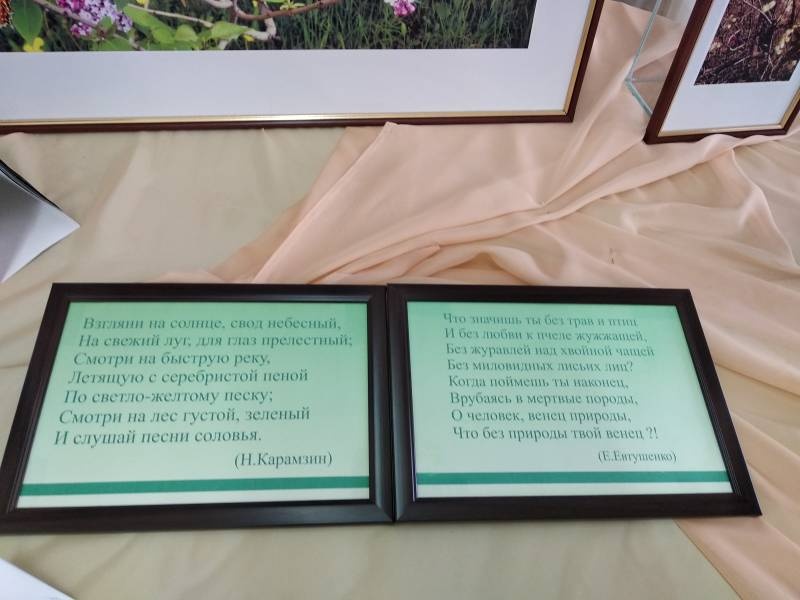 Взгляни на солнце, свод небесный,
На свежий луг, для глаз прелестный;
Смотри на быструю реку,
Летящую с серебристой пеной
По светло-желтому песку;
Смотри на лес густой, зеленый
И слушай песни соловья.
(Н.Карамзин)
Что значишь ты без трав и птиц
И без любви к пчеле жужжащей,
Без журавлей над хвойной чащей
Без миловидных лисьих лиц?
Когда поймешь ты наконец,
Врубаясь в мертвые породы,
О человек, венец природы,
Что без природы твой венец ?!
(Е.Евтушенко)